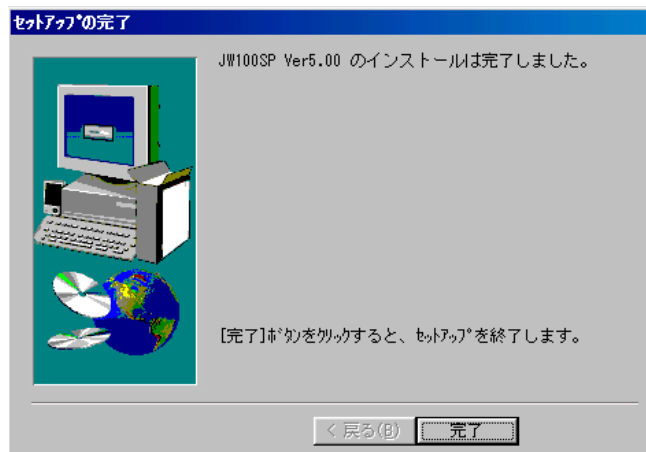 ｾｯﾄｱｯﾌﾟの完了
JW100SP Ver5.00 のインストールは完了しました。
[完了]ﾎﾞﾀﾝをｸﾘｯｸすると、ｾｯﾄｱｯﾌﾟを終了します。
< 戻る(B)
完了